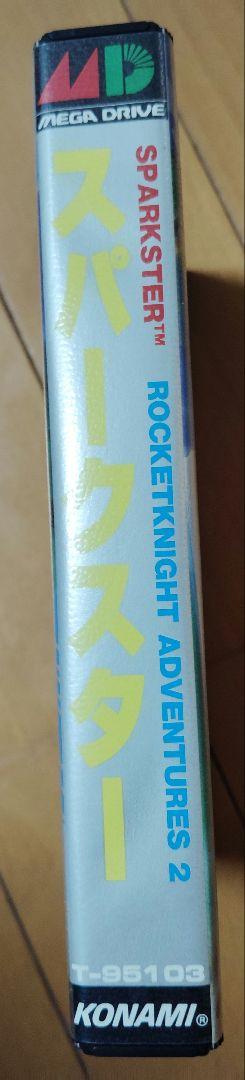 MD
MEGA DRIVE
スパークスター
SPARKSTER™ ROCKETKNIGHT ADVENTURES 2
T-95103
KONAMI®